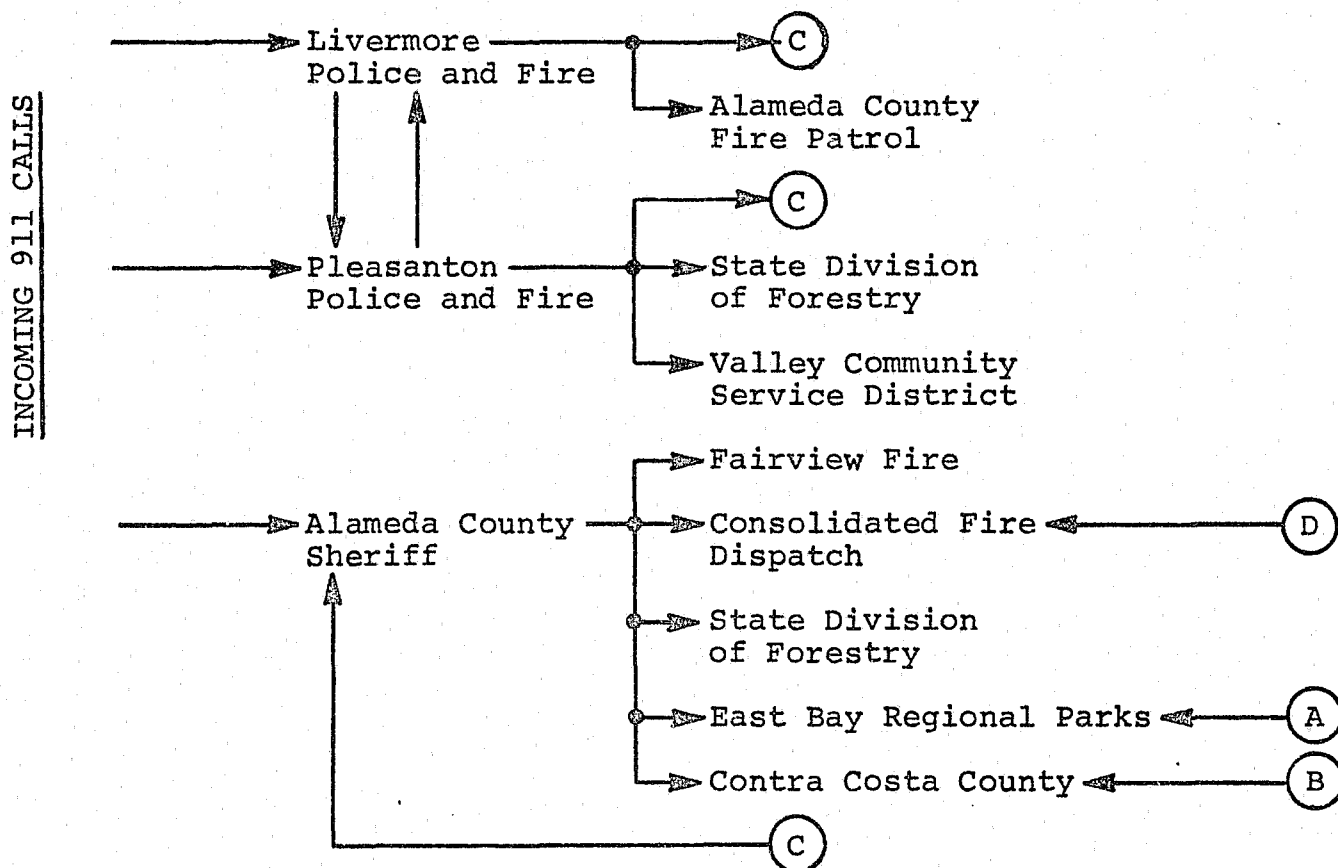 INCOMING 911 CALLS
Livermore
Police and Fire
C
Alameda County
Fire Patrol
C
Pleasanton
Police and Fire
State Division
of Forestry
Valley Community
Service District
Fairview Fire
Alameda County
Sheriff
Consolidated Fire
Dispatch
D
State Division
of Forestry
East Bay Regional Parks
A
Contra Costa County
B
C